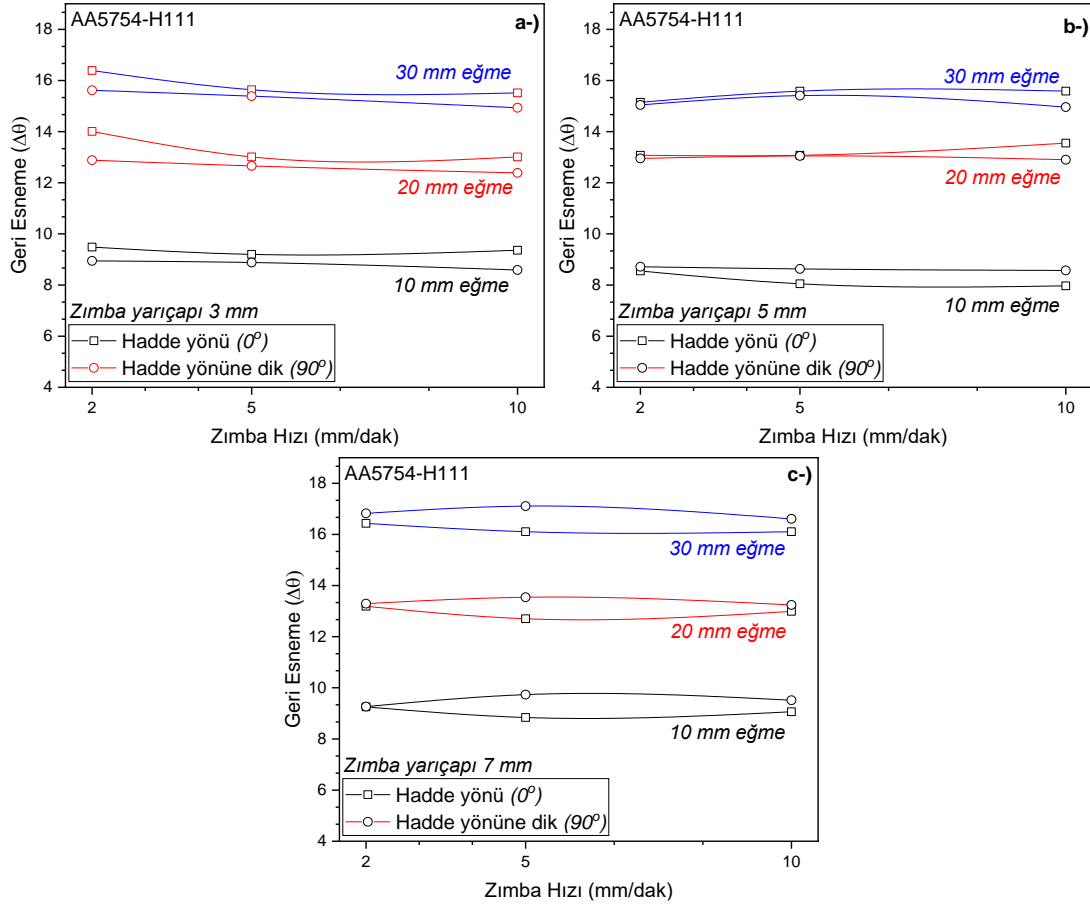 AA5754-H111
a-)
18
16
14
12
10
8
6
4
Geri Esneme (Δθ)
30 mm eğme
20 mm eğme
10 mm eğme
Zımba yarıçapı 3 mm
Hadde yönü (0°)
Hadde yönüne dik (90°)
2
5
10
Zımba Hızı (mm/dak)
AA5754-H111
b-)
18
16
14
12
10
8
6
4
Geri Esneme (Δθ)
30 mm eğme
20 mm eğme
10 mm eğme
Zımba yarıçapı 5 mm
Hadde yönü (0°)
Hadde yönüne dik (90°)
2
5
10
Zımba Hızı (mm/dak)
AA5754-H111
c-)
18
16
14
12
10
8
6
4
Geri Esneme (Δθ)
30 mm eğme
20 mm eğme
10 mm eğme
Zımba yarıçapı 7 mm
Hadde yönü (0°)
Hadde yönüne dik (90°)
2
5
10
Zımba Hızı (mm/dak)